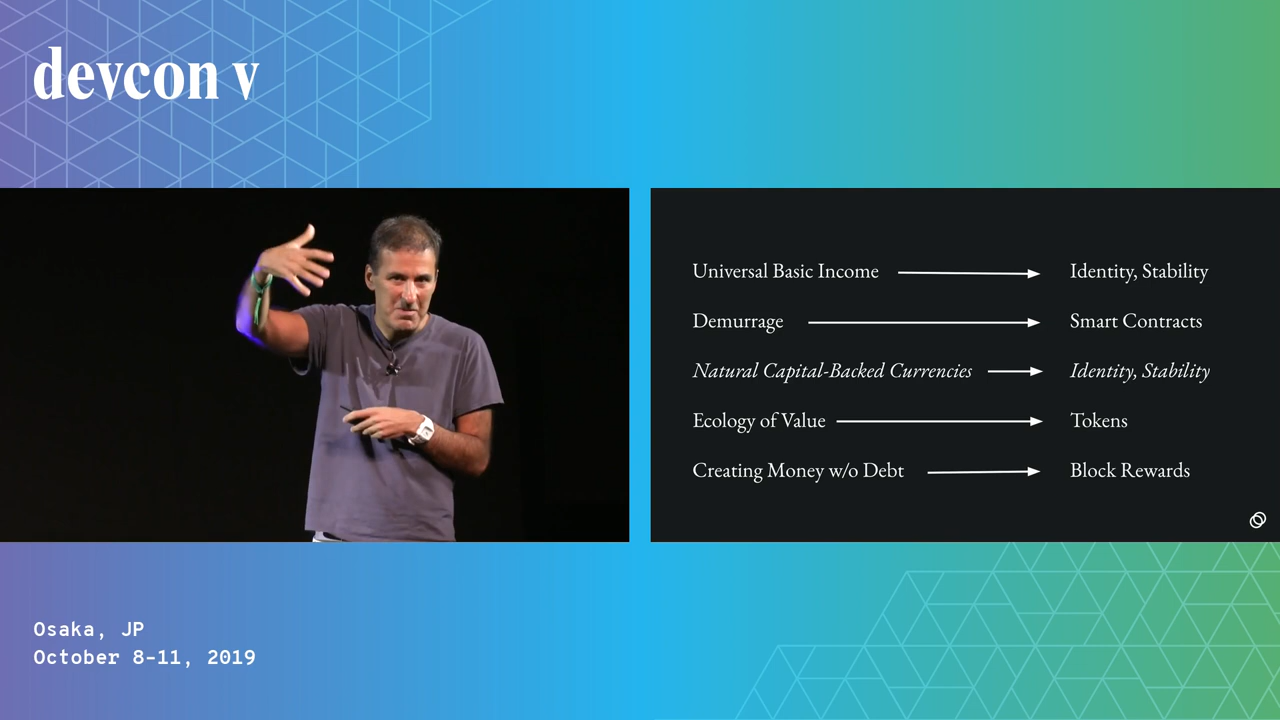 devcon v
Universal Basic Income
Identity, Stability
Demurrage
Smart Contracts
Natural Capital-Backed Currencies
Identity, Stability
Ecology of Value
Tokens
Creating Money w/o Debt
Block Rewards
Osaka, JP
October 8-11, 2019